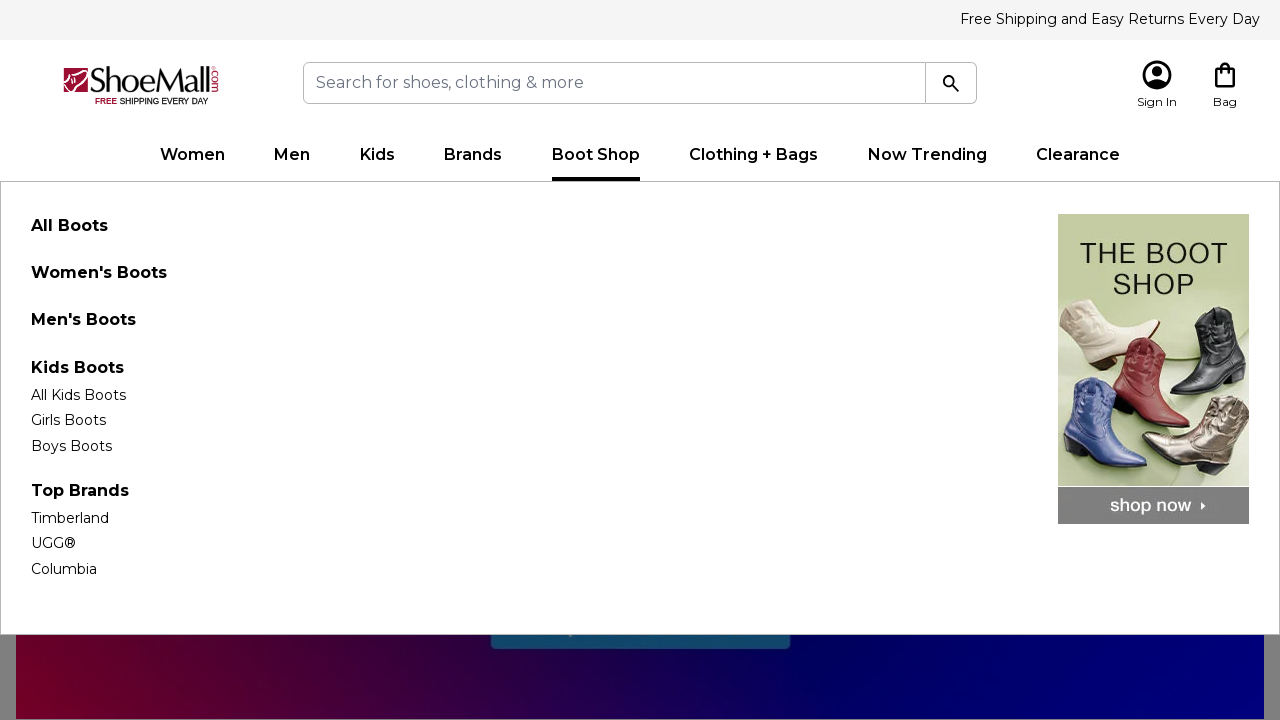 Free Shipping and Easy Returns Every Day
ShoeMall.com®
FREE SHIPPING EVERY DAY
Search for shoes, clothing & more
Sign In
Bag
Women
Men
Kids
Brands
Boot Shop
Clothing + Bags
Now Trending
Clearance
All Boots
Women's Boots
Men's Boots
Kids Boots
All Kids Boots
Girls Boots
Boys Boots
Top Brands
Timberland
UGG®
Columbia
THE BOOT
SHOP
shop now